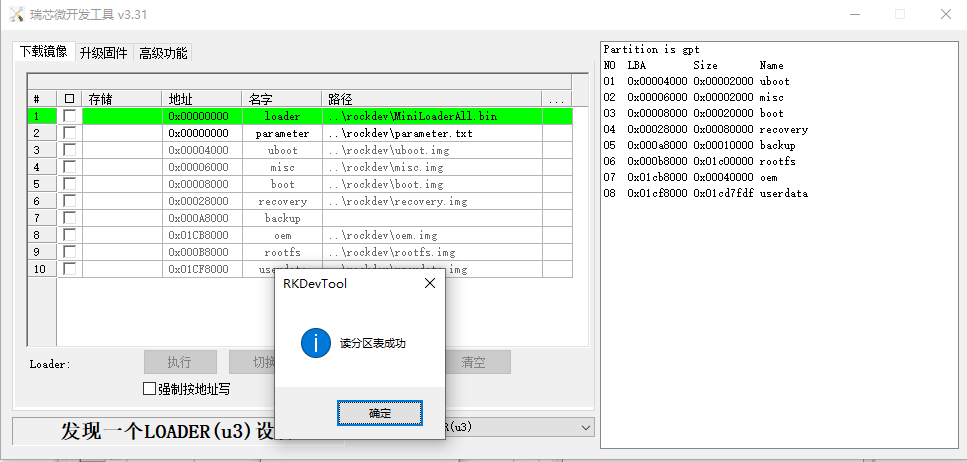 瑞芯微开发工具 v3.31
下载镜像 升级固件 高级功能
# 存储 地址 名字 路径 ...
1 0x00000000 loader ..\rockdev\MiniLoaderAll.bin
2 0x00000000 parameter ..\rockdev\parameter.txt
3 0x00004000 uboot ..\rockdev\uboot.img
4 0x00006000 misc ..\rockdev\misc.img
5 0x00008000 boot ..\rockdev\boot.img
6 0x00028000 recovery ..\rockdev\recovery.img
7 0x000A8000 backup
8 0x01CB8000 oem ..\rockdev\oem.img
9 0x000B8000 rootfs ..\rockdev\rootfs.img
10 0x01CF8000
Loader: 执行 切换 清空
强制按地址写
发现一个LOADER(u3)设
(u3)
RKDevTool
读分区表成功
确定
Partition is gpt
NO LBA Size Name
01 0x00004000 0x00002000 uboot
02 0x00006000 0x00002000 misc
03 0x00008000 0x00020000 boot
04 0x00028000 0x00080000 recovery
05 0x000a8000 0x00010000 backup
06 0x000b8000 0x01c00000 rootfs
07 0x01cb8000 0x00040000 oem
08 0x01cf8000 0x01cd7fdf userdata